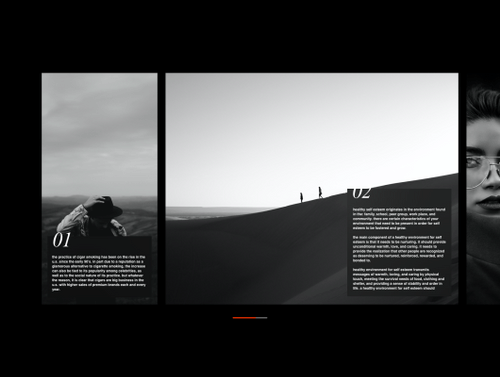 01
the practice of cigar smoking has been on the rise in the
u.s. since the early 90's. in part due to a reputation as a
glamorous alternative to cigarette smoking, the increase
can also be tied to its popularity among celebrities, as
well as to the social nature of its practice. but whatever
the reason, it is clear that cigars are big business in the
u.s. with higher sales of premium brands each and every
year.
02
healthy self esteem originates in the environment found
in the family, school, peer group, work place, and
community. there are certain characteristics of your
environment that need to be present in order for self
esteem to be fostered and grow.
the main component of a healthy environment for self
esteem is that it needs to be nurturing. it should provide
unconditional warmth, love, and caring. it needs to
provide the realization that other people are recognized
as deserving to be nurtured, reinforced, rewarded, and
bonded to.
healthy environment for self esteem transmits
messages of warmth, loving, and caring by physical
touch, meeting the survival needs of food, clothing and
shelter, and providing a sense of stability and order in
life. a healthy environment for self esteem should